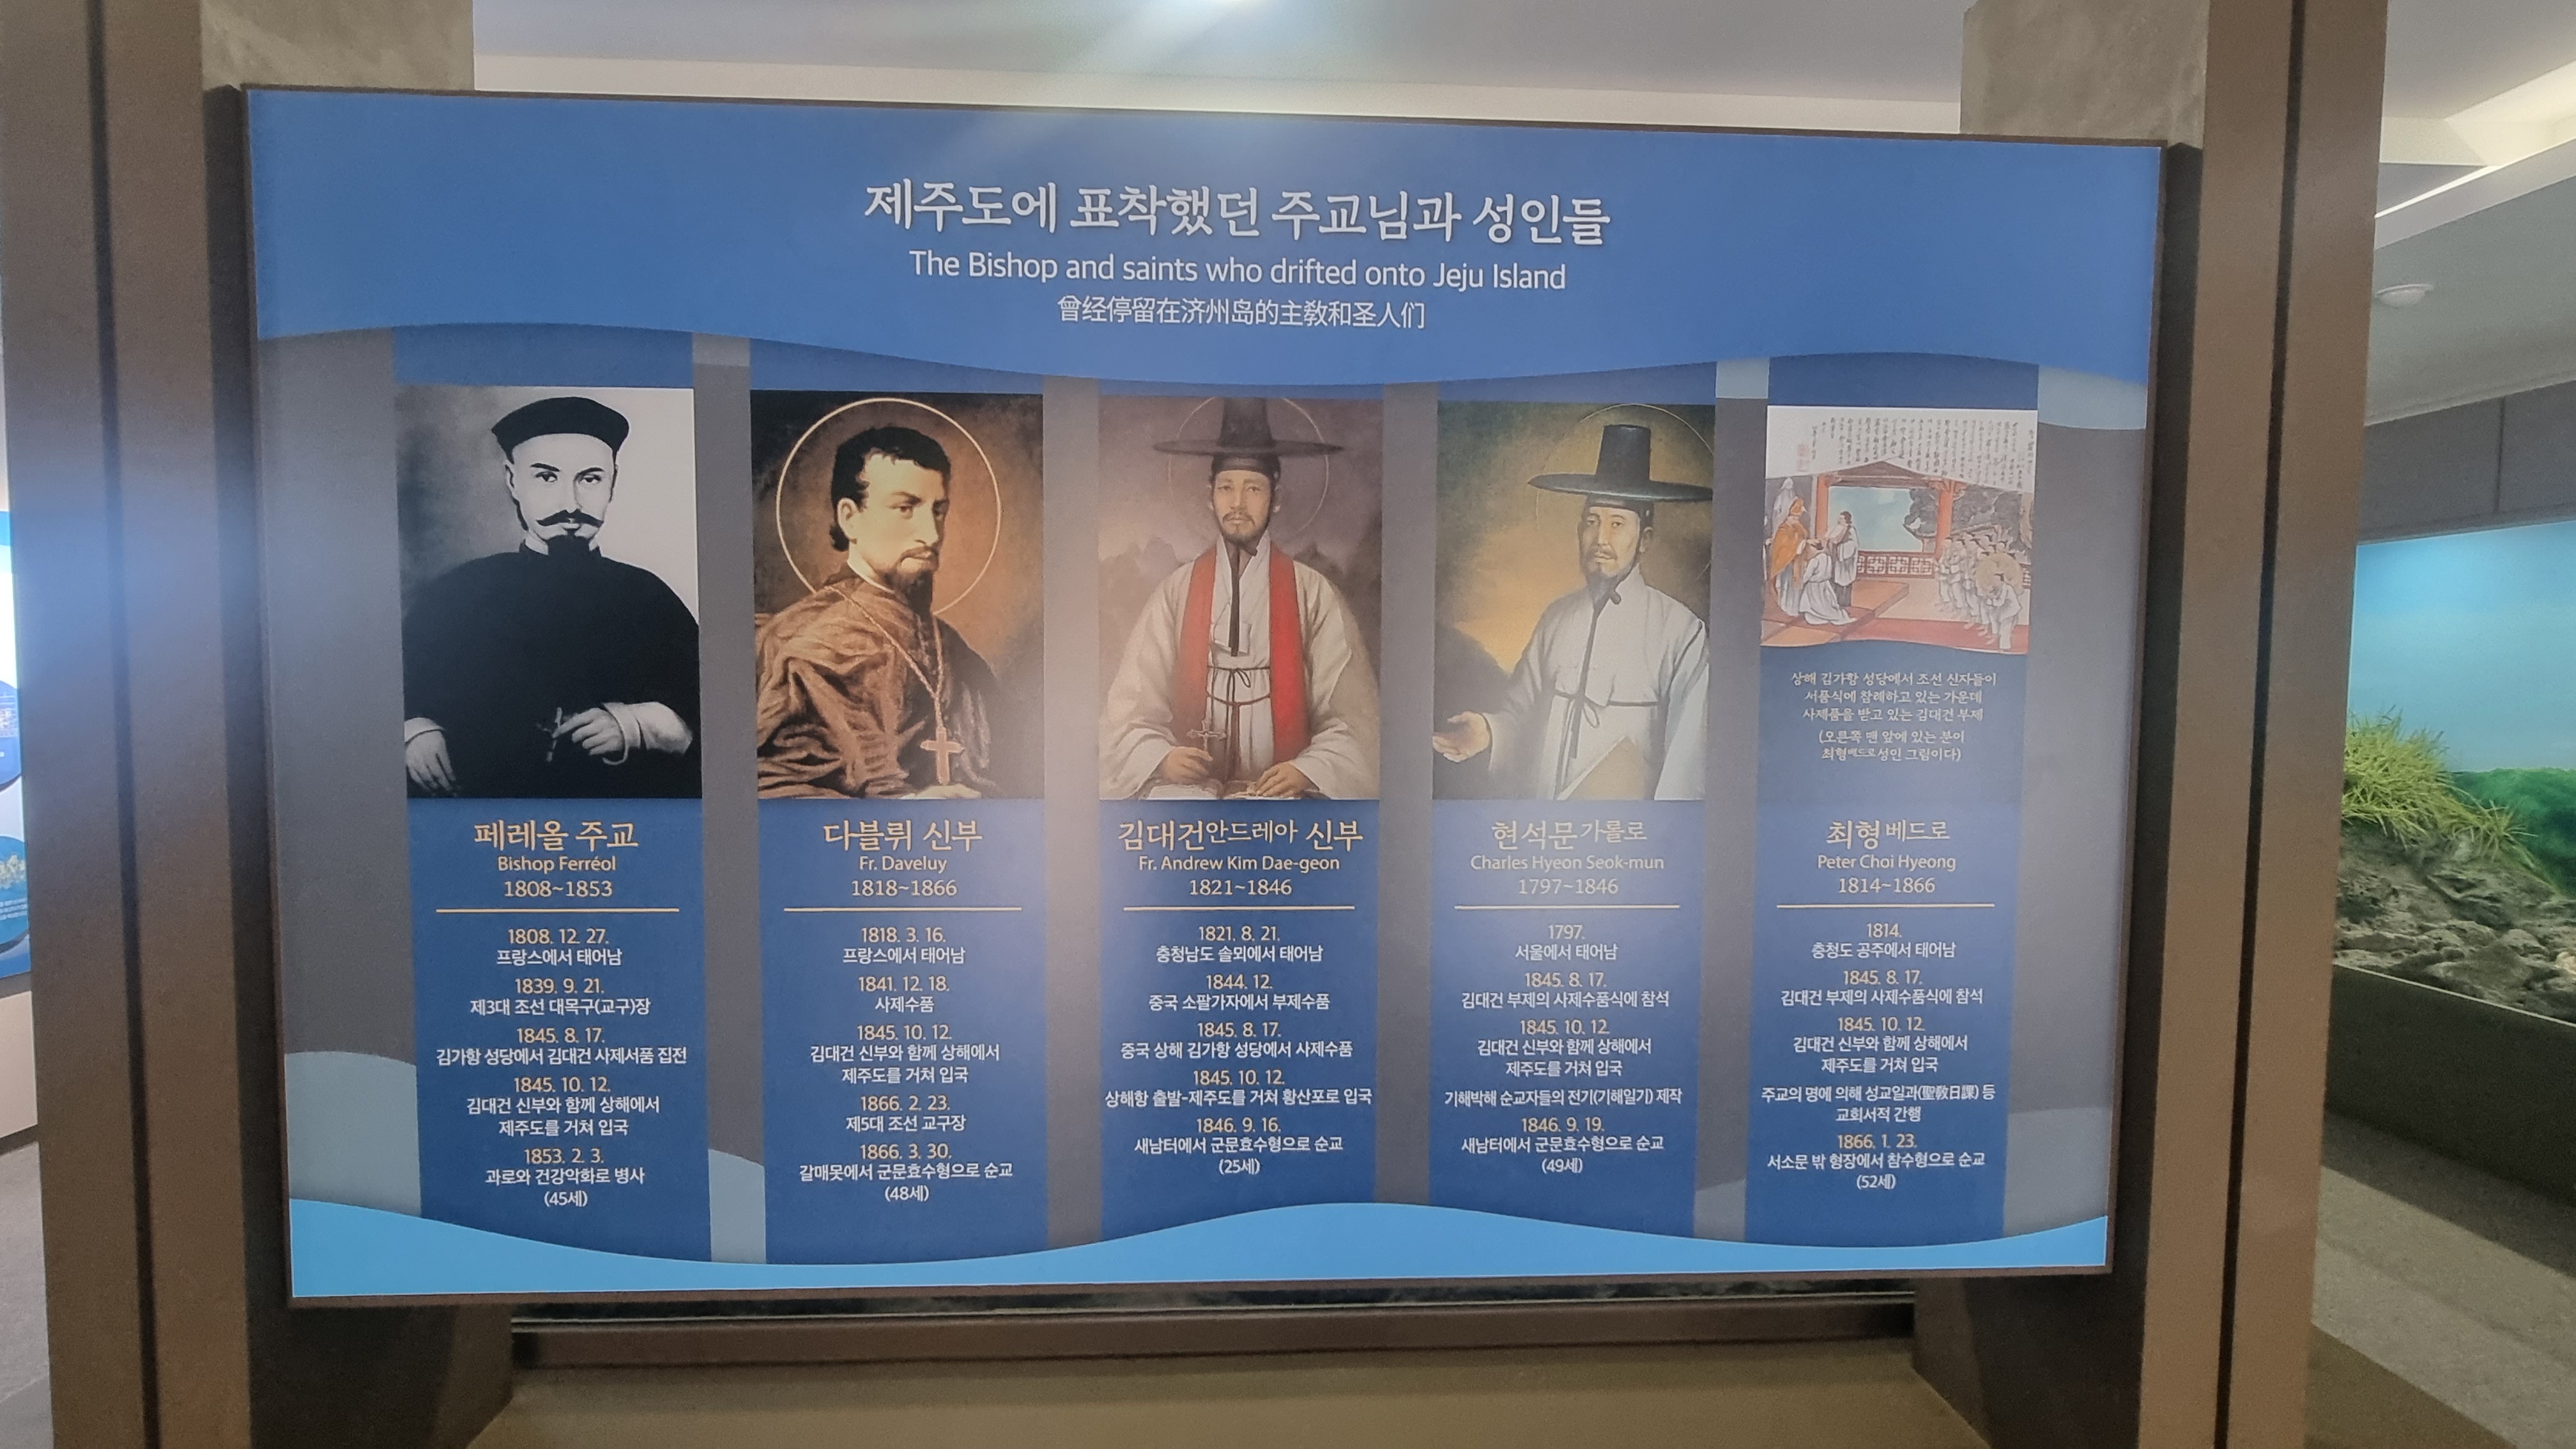 제주도에 표착했던 주교님과 성인들
The Bishop and saints who drifted onto Jeju Island
曾经停留在济州岛的主敎和圣人们
페레올 주교
Bishop Ferréol
1808~1853
1808. 12. 27.
프랑스에서 태어남
1839. 9. 21.
제3대 조선 대목구(교구)장
1845. 8. 17.
김가항 성당에서 김대건 사제서품 집전
1845. 10. 12.
김대건 신부와 함께 상해에서
제주도를 거쳐 입국
1853. 2. 3.
과로와 건강악화로 병사
(45세)
다블뤼 신부
Fr. Daveluy
1818~1866
1818. 3. 16.
프랑스에서 태어남
1841. 12. 18.
사제수품
1845. 10. 12.
김대건 신부와 함께 상해에서
제주도를 거쳐 입국
1866. 2. 23.
제5대 조선 교구장
1866. 3. 30.
갈매못에서 군문효수형으로 순교
(48세)
김대건안드레아 신부
Fr. Andrew Kim Dae-geon
1821~1846
1821. 8. 21.
충청남도 솔뫼에서 태어남
1844. 12.
중국 소팔가자에서 부제수품
1845. 8. 17.
중국 상해 김가항 성당에서 사제수품
1845. 10. 12.
상해항 출발-제주도를 거쳐 황산포로 입국
1846. 9. 16.
새남터에서 군문효수형으로 순교
(25세)
현석문가롤로
Charles Hyeon Seok-mun
1797~1846
1797.
서울에서 태어남
1845. 8. 17.
김대건 부제의 사제수품식에 참석
1845. 10. 12.
김대건 신부와 함께 상해에서
제주도를 거쳐 입국
기해박해 순교자들의 전기(기해일기) 제작
1846. 9. 19.
새남터에서 군문효수형으로 순교
(49세)
상해 김가항 성당에서 조선 신자들이
서품식에 참례하고 있는 가운데
사제품을 받고 있는 김대건 부제
(오른쪽 맨 앞에 있는 분이
최형베드로성인 그림이다)
최형베드로
Peter Choi Hyeong
1814~1866
1814.
충청도 공주에서 태어남
1845. 8. 17.
김대건 부제의 사제수품식에 참석
1845. 10. 12.
김대건 신부와 함께 상해에서
제주도를 거쳐 입국
주교의 명에 의해 성교일과(聖敎日課) 등
교회서적 간행
1866. 1. 23.
서소문 밖 형장에서 참수형으로 순교
(52세)